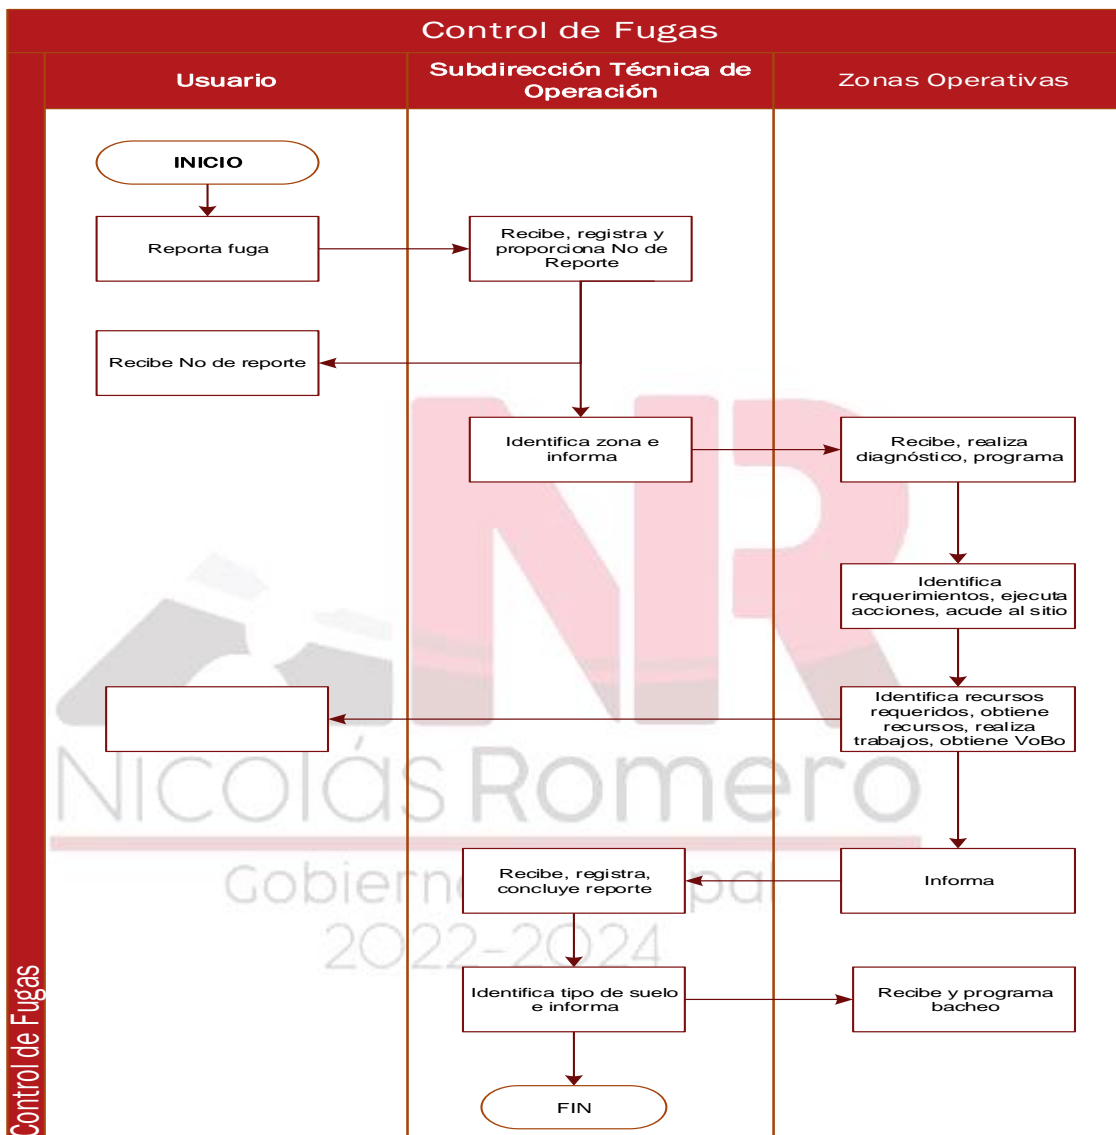 Control de Fugas
Usuario
Subdirección Técnica de
Operación
Zonas Operativas
INICIO
Reporta fuga
Recibe, registra y
proporciona No de
Reporte
Recibe No de reporte
Identifica zona e
informa
Recibe, realiza
diagnóstico, programa
Identifica
requerimientos, ejecuta
acciones, acude al sitio
Identifica recursos
requeridos, obtiene
recursos, realiza
trabajos, obtiene VoBo
Recibe, registra,
concluye reporte
Informa
Identifica tipo de suelo
e informa
Recibe y programa
bacheo
FIN
Control de Fugas
NR
Nicolás Romero
2022-2024